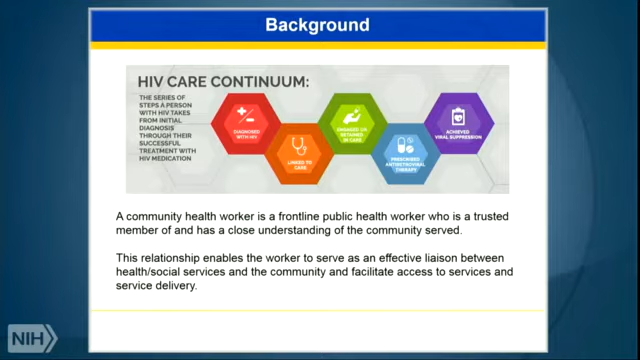 Background
HIV CARE CONTINUUM:
THE SERIES OF
STEPS A PERSON
WITH HIV TAKES
FROM INITIAL
DIAGNOSIS
THROUGH THEIR
SUCCESSFUL
TREATMENT WITH
HIV MEDICATION
DIAGNOSED
WITH HIV
LINKED TO
CARE
ENGAGED OR
RETAINED
IN CARE
PRESCRIBED
ANTIRETROVIRAL
THERAPY
ACHIEVED
VIRAL SUPPRESSION
A community health worker is a frontline public health worker who is a trusted
member of and has a close understanding of the community served.
This relationship enables the worker to serve as an effective liaison between
health/social services and the community and facilitate access to services and
service delivery.
NIH